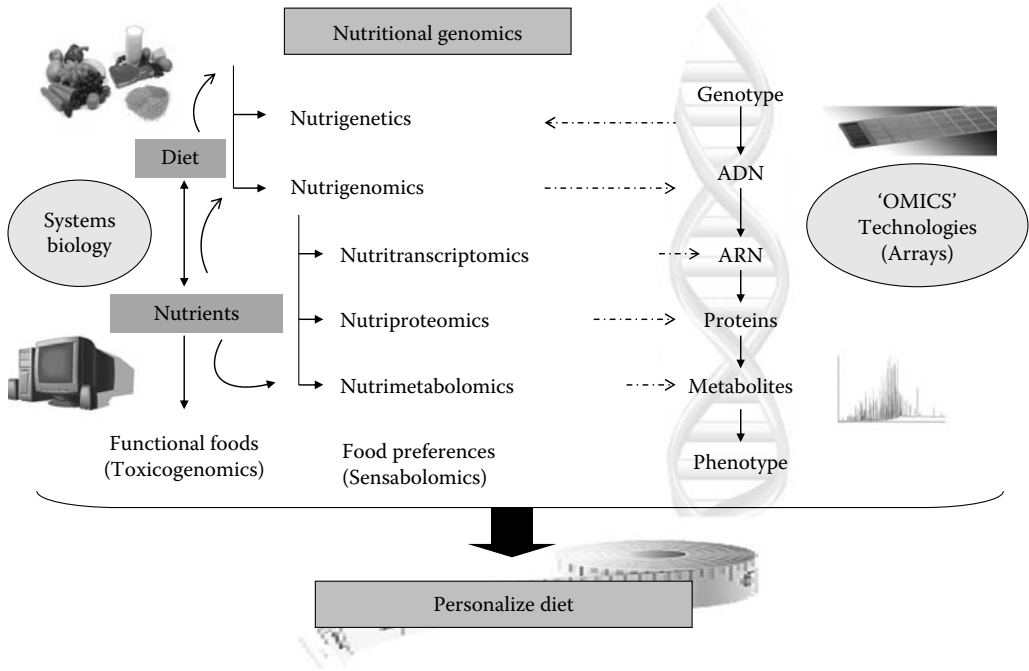 Nutritional genomics
Nutrigenetics
Genotype
Diet
Nutrigenomics
ADN
Systems
biology
'OMICS'
Technologies
(Arrays)
Nutritranscriptomics
ARN
Nutrients
Nutriproteomics
Proteins
Nutrimetabolomics
Metabolites
Functional foods
(Toxicogenomics)
Food preferences
(Sensabolomics)
Phenotype
Personalize diet